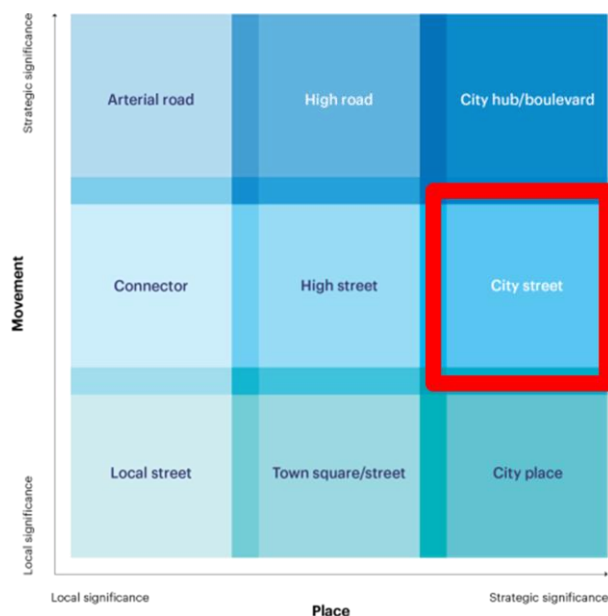 Strategic significance
Movement
Local significance
Arterial road
High road
City hub/boulevard
Connector
High street
City street
Local street
Town square/street
City place
Local significance
Strategic significance
Place